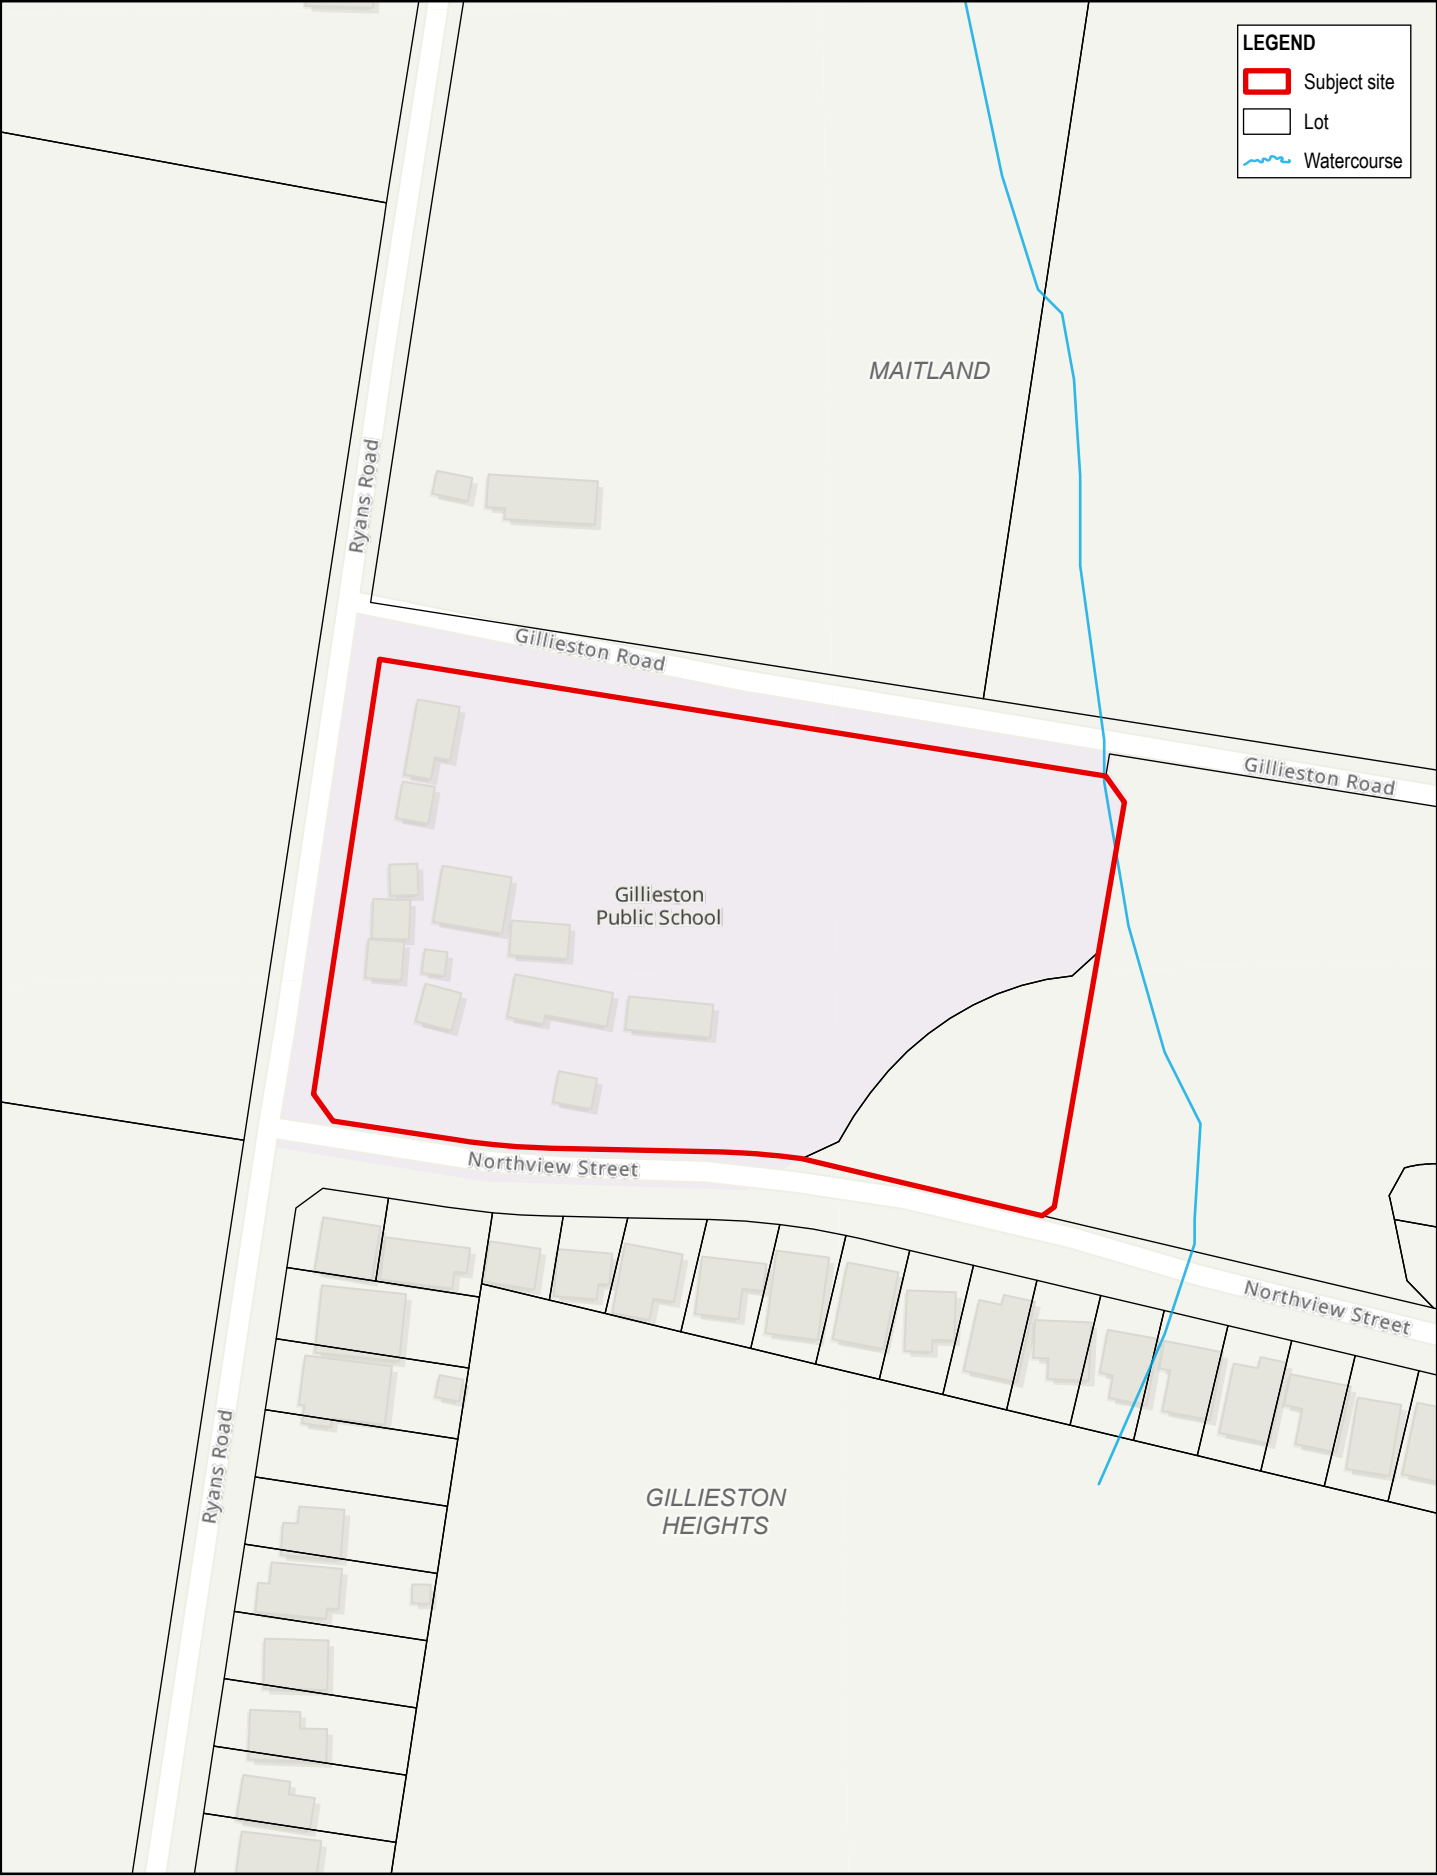 LEGEND
Subject site
Lot
Watercourse
MAITLAND
Ryans Road
Gillieston Road
Gillieston Road
Gillieston
Public School
Northview Street
Northview Street
Ryans Road
GILLIESTON
HEIGHTS